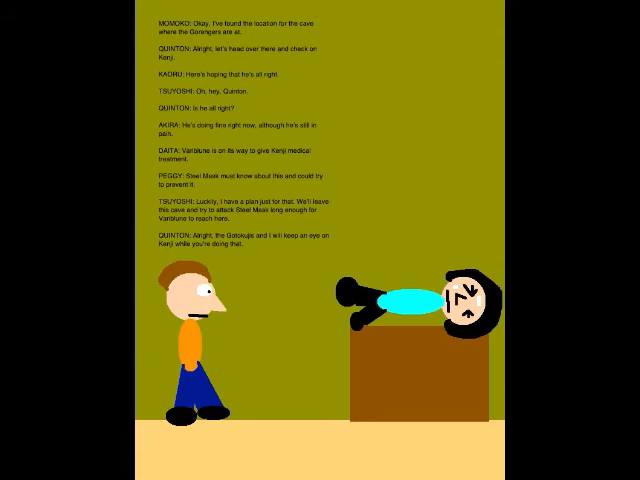 MOMOKO: Okay, I've found the location for the cave
where the Gorengers are at.
QUINTON: Alright, let's head over there and check on
Kenji.
KAORU: Here's hoping that he's all right.
TSUYOSHI: Oh, hey, Quinton.
QUINTON: Is he all right?
AKIRA: He's doing fine right now, although he's still in
pain.
DAITA: Variblune is on its way to give Kenji medical
treatment.
PEGGY: Steel Mask must know about this and could try
to prevent it.
TSUYOSHI: Luckily, I have a plan just for that. We'll leave
this cave and try to attack Steel Mask long enough for
Variblune to reach here.
QUINTON: Alright, the Gotokujis and I will keep an eye on
Kenji while you're doing that.